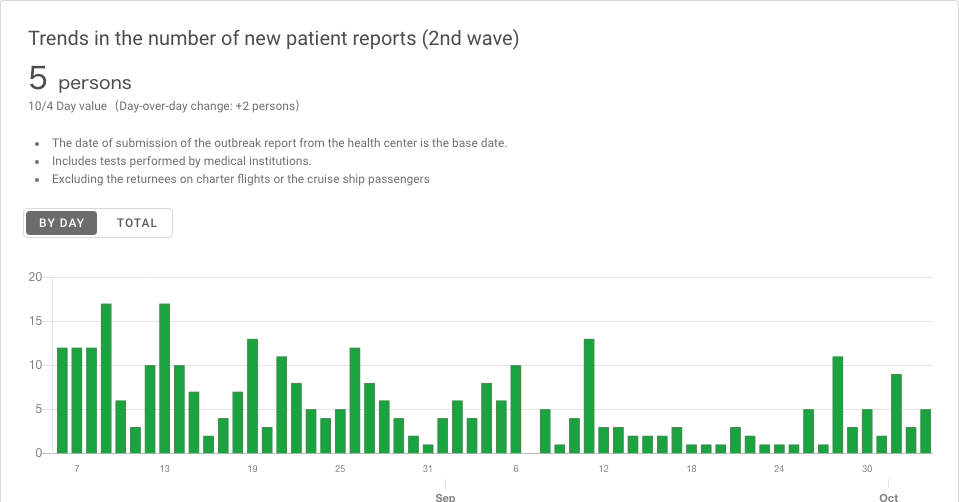 Trends in the number of new patient reports (2nd wave)
5 persons
10/4 Day value（Day-over-day change: +2 persons）
• The date of submission of the outbreak report from the health center is the base date.
• Includes tests performed by medical institutions.
• Excluding the returnees on charter flights or the cruise ship passengers
BY DAY TOTAL
20
15
10
5
0
7 13 19 25 31 6 12 18 24 30
Sep Oct